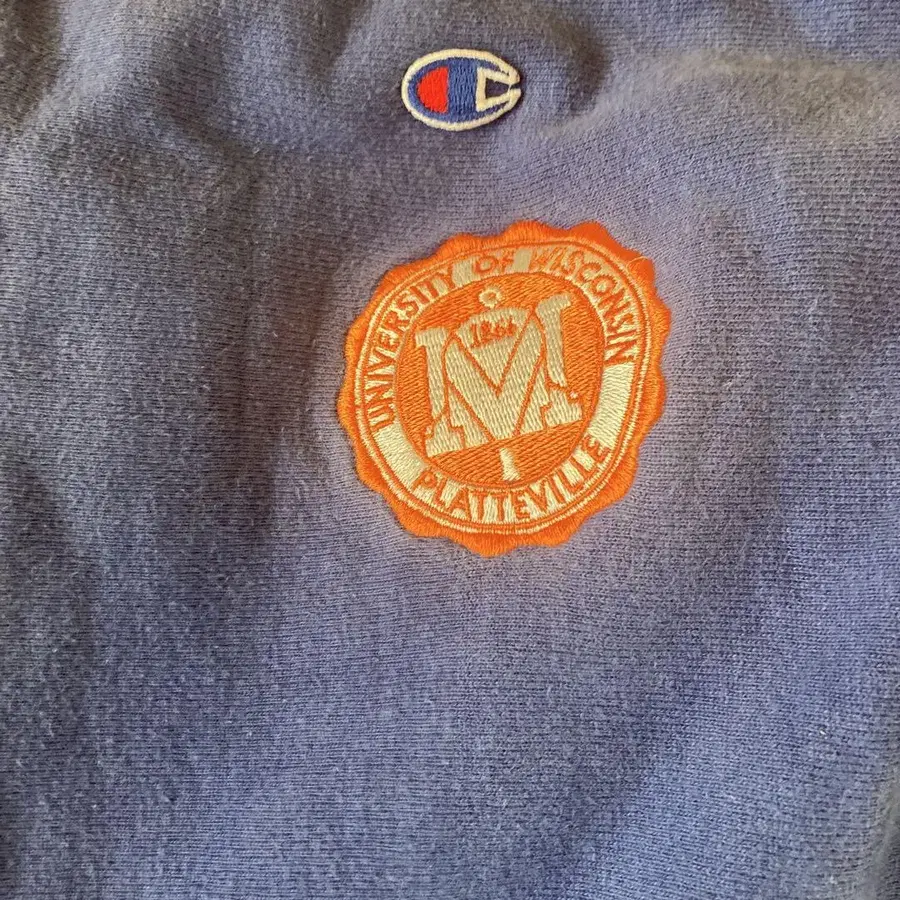 UNIVERSITY OF WISCONSIN
1866
M
PLATTEVILLE